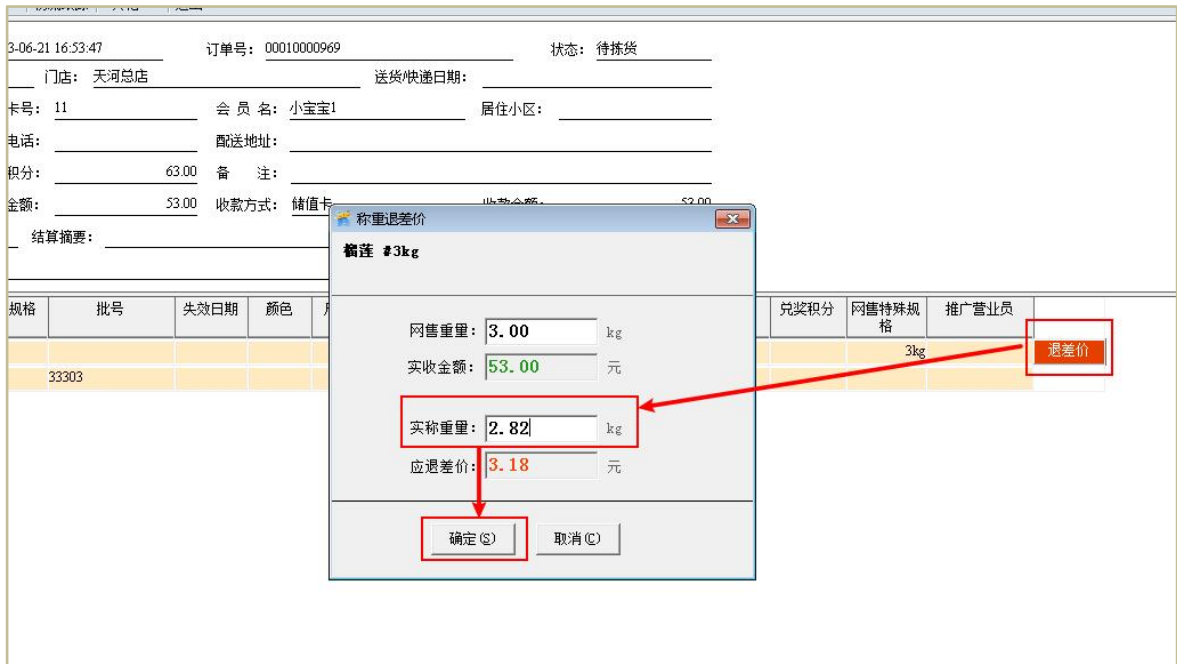 3-06-21 16:53:47 订单号: 00010000969 状态: 待拣货
门店: 天河总店 送货/快递日期:
卡号: 11 会 员 名: 小宝宝1 居住小区:
电话: 配送地址:
积分: 63.00 备 注:
金额: 53.00 收款方式: 储值卡 收款金额: 53.00
结算摘要:
称重退差价
榴莲 #3kg
规格 批号 失效日期 颜色 兑奖积分 网售特殊规格 推广营业员
网售重量: 3.00 kg
3kg 退差价
实收金额: 53.00 元
33303
实称重量: 2.82 kg
应退差价: 3.18 元
确定(S) 取消(C)